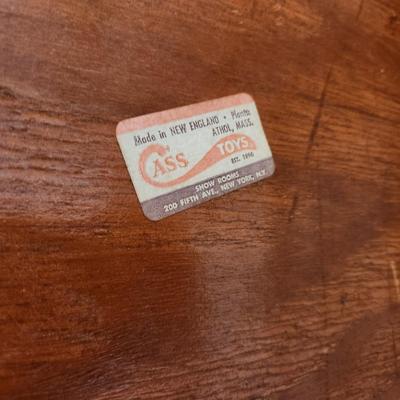 Made in NEW ENGLAND • Plants
ATHOL, MASS.
CASS TOYS
EST. 1896
SHOW ROOMS
200 FIFTH AVE., NEW YORK, N.Y.